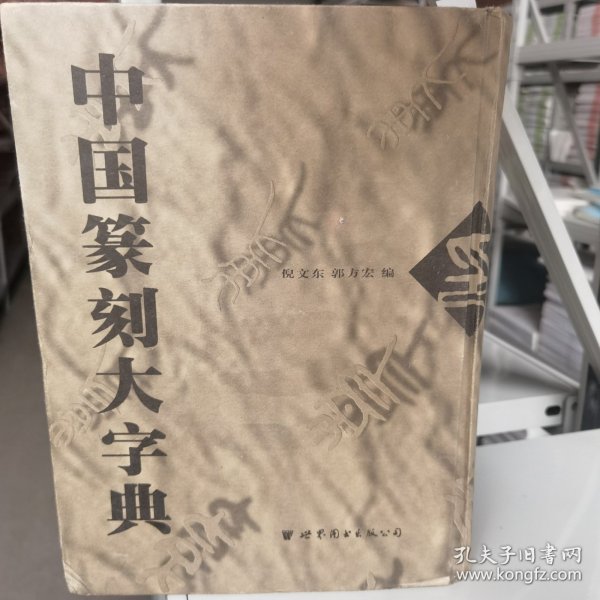 中国篆刻大字典
倪文东 郭方宏 编
世界图书出版公司
孔夫子旧书网
www.kongfz.com